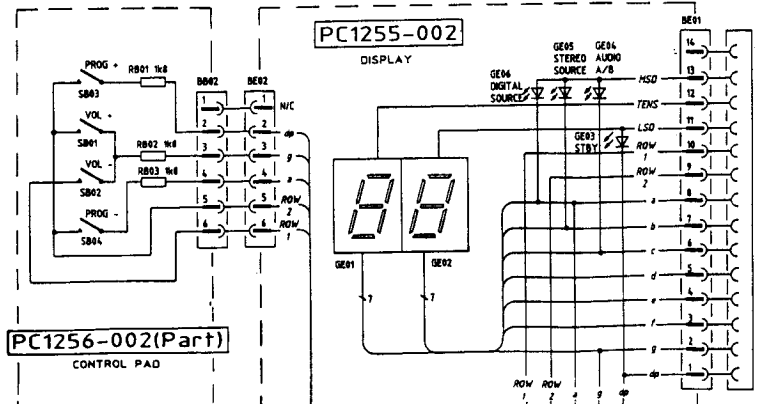 PC1255-002
DISPLAY
BE01
14
13
12
11
10
9
8
7
6
5
4
3
2
1
GE06
DIGITAL
SOURCE
GE05
STEREO
SOURCE
GE04
AUDIO
A/B
GE03
STBY
MSD
TENS
LSD
ROW
1
ROW
2
a
b
c
d
e
f
g
dp
PROG +
RB01 1k8
SB03
VOL +
SB01
RB02 1k8
VOL -
RB03 1k8
SB02
PROG -
SB04
BB02
1
2
3
4
5
6
BE02
1
2
3
4
5
6
N/C
dp
g
a
ROW
2
ROW
1
GE01
GE02
7
7
PC1256-002(Part)
CONTROL PAD
ROW ROW
1 2 a g dp